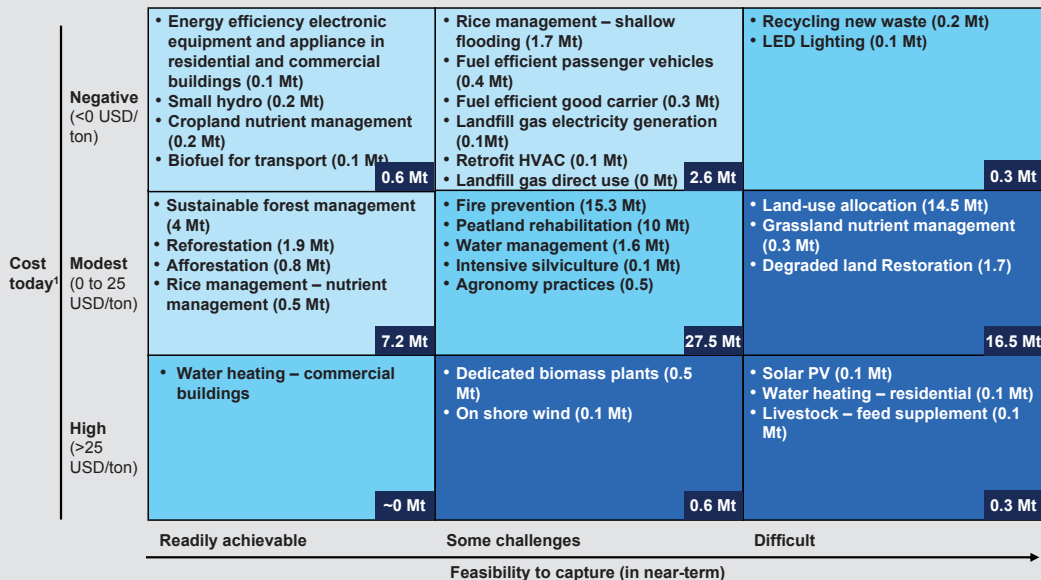 Cost
today¹
Negative
(<0 USD/
ton)
• Energy efficiency electronic
equipment and appliance in
residential and commercial
buildings (0.1 Mt)
• Small hydro (0.2 Mt)
• Cropland nutrient management
(0.2 Mt)
• Biofuel for transport (0.1 Mt)
0.6 Mt
• Rice management – shallow
flooding (1.7 Mt)
• Fuel efficient passenger vehicles
(0.4 Mt)
• Fuel efficient good carrier (0.3 Mt)
• Landfill gas electricity generation
(0.1Mt)
• Retrofit HVAC (0.1 Mt)
• Landfill gas direct use (0 Mt)
2.6 Mt
• Recycling new waste (0.2 Mt)
• LED Lighting (0.1 Mt)
0.3 Mt
Modest
(0 to 25
USD/ton)
• Sustainable forest management
(4 Mt)
• Reforestation (1.9 Mt)
• Afforestation (0.8 Mt)
• Rice management – nutrient
management (0.5 Mt)
7.2 Mt
• Fire prevention (15.3 Mt)
• Peatland rehabilitation (10 Mt)
• Water management (1.6 Mt)
• Intensive silviculture (0.1 Mt)
• Agronomy practices (0.5)
27.5 Mt
• Land-use allocation (14.5 Mt)
• Grassland nutrient management
(0.3 Mt)
• Degraded land Restoration (1.7)
16.5 Mt
High
(>25
USD/ton)
• Water heating – commercial
buildings
~0 Mt
• Dedicated biomass plants (0.5
Mt)
• On shore wind (0.1 Mt)
0.6 Mt
• Solar PV (0.1 Mt)
• Water heating – residential (0.1 Mt)
• Livestock – feed supplement (0.1
Mt)
0.3 Mt
Readily achievable
Some challenges
Difficult
Feasibility to capture (in near-term)